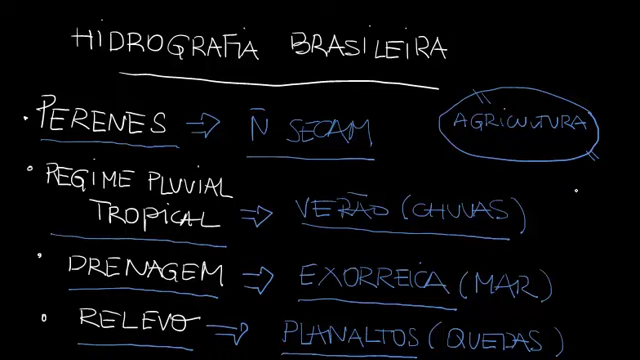 HIDROGRAFIA BRASILEIRA
• PERENES ⇒ Ñ SECAM
AGRICULTURA
• REGIME PLUVIAL
TROPICAL ⇒ VERÃO (CHUVAS)
• DRENAGEM ⇒ EXORREICA (MAR)
• RELEVO ⇒ PLANALTOS (QUEDAS)